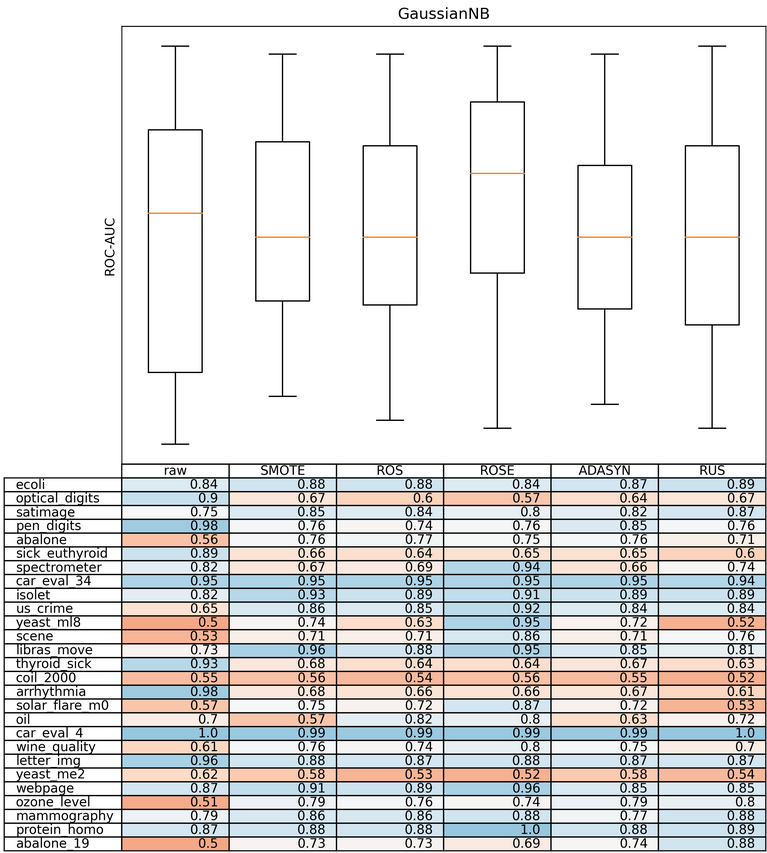 GaussianNB
ROC-AUC
raw SMOTE ROS ROSE ADASYN RUS
ecoli 0.84 0.88 0.88 0.84 0.87 0.89
optical_digits 0.9 0.67 0.6 0.57 0.64 0.67
satimage 0.75 0.85 0.84 0.8 0.82 0.87
pen_digits 0.98 0.76 0.74 0.76 0.85 0.76
abalone 0.56 0.76 0.77 0.75 0.76 0.71
sick_euthyroid 0.89 0.66 0.64 0.65 0.65 0.6
spectrometer 0.82 0.67 0.69 0.94 0.66 0.74
car_eval_34 0.95 0.95 0.95 0.95 0.95 0.94
isolet 0.82 0.93 0.89 0.91 0.89 0.89
us_crime 0.65 0.86 0.85 0.92 0.84 0.84
yeast_ml8 0.5 0.74 0.63 0.95 0.72 0.52
scene 0.53 0.71 0.71 0.86 0.71 0.76
libras_move 0.73 0.96 0.88 0.95 0.85 0.81
thyroid_sick 0.93 0.68 0.64 0.64 0.67 0.63
coil_2000 0.55 0.56 0.54 0.56 0.55 0.52
arrhythmia 0.98 0.68 0.66 0.66 0.67 0.61
solar_flare_m0 0.57 0.75 0.72 0.87 0.72 0.53
oil 0.7 0.57 0.82 0.8 0.63 0.72
car_eval_4 1.0 0.99 0.99 0.99 0.99 1.0
wine_quality 0.61 0.76 0.74 0.8 0.75 0.7
letter_img 0.96 0.88 0.87 0.88 0.87 0.87
yeast_me2 0.62 0.58 0.53 0.52 0.58 0.54
webpage 0.87 0.91 0.89 0.96 0.85 0.85
ozone_level 0.51 0.79 0.76 0.74 0.79 0.8
mammography 0.79 0.86 0.86 0.88 0.77 0.88
protein_homo 0.87 0.88 0.88 1.0 0.88 0.89
abalone_19 0.5 0.73 0.73 0.69 0.74 0.88